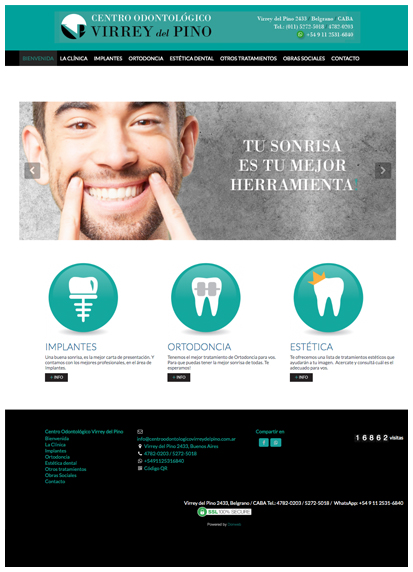 CENTRO ODONTOLÓGICO
VIRREY del PINO
Virrey del Pino 2433 | Belgrano | CABA
Tel.: (011) 5272-5018 | 4782-0203
+54 9 11 2531-6840
BIENVENIDA LA CLÍNICA IMPLANTES ORTODONCIA ESTÉTICA DENTAL OTROS TRATAMIENTOS OBRAS SOCIALES CONTACTO
TU SONRISA
ES TU MEJOR
HERRAMIENTA
IMPLANTES
Una buena sonrisa, es la mejor carta de presentación. Y
contamos con los mejores profesionales, en el área de
implantes.
+ INFO
ORTODONCIA
Tenemos el mejor tratamiento de Ortodoncia para vos.
Para que puedas tener la mejor sonrisa de todas. Te
esperamos!
+ INFO
ESTÉTICA
Te ofrecemos una lista de tratamientos estéticos que
ayudarán a tu imagen. Acercate y consultá cuál es el
adecuado para vos.
+ INFO
Centro Odontológico Virrey del Pino
Bienvenida
La Clínica
Implantes
Ortodoncia
Estética dental
Otros tratamientos
Obras Sociales
Contacto
info@centroodontologicovirreydelpino.com.ar
Virrey del Pino 2433, Buenos Aires
4782-0203 / 5272-5018
+5491125316840
Código QR
Compartir en
16862 visitas
Virrey del Pino 2433, Belgrano / CABA Tel.: 4782-0203 / 5272-5018 / WhatsApp: +54 9 11 2531-6840
SSL 100% SECURE
Powered by